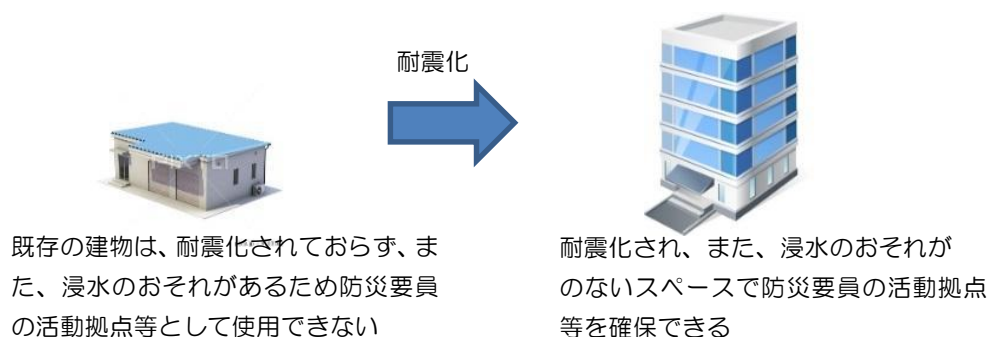 耐震化
既存の建物は、耐震化されておらず、ま
た、浸水のおそれがあるため防災要員
の活動拠点等として使用できない
耐震化され、また、浸水のおそれが
のないスペースで防災要員の活動拠点
等を確保できる